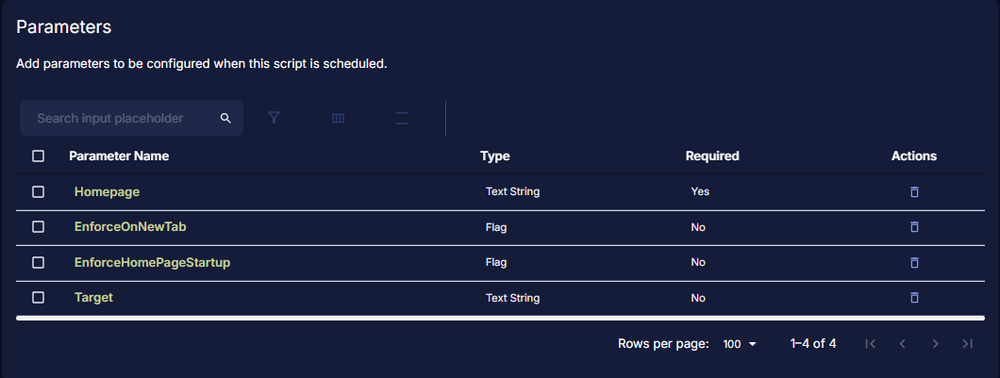 Parameters
Add parameters to be configured when this script is scheduled.
Search input placeholder
Parameter Name Type Required Actions
Homepage Text String Yes
EnforceOnNewTab Flag No
EnforceHomePageStartup Flag No
Target Text String No
Rows per page: 100 1–4 of 4